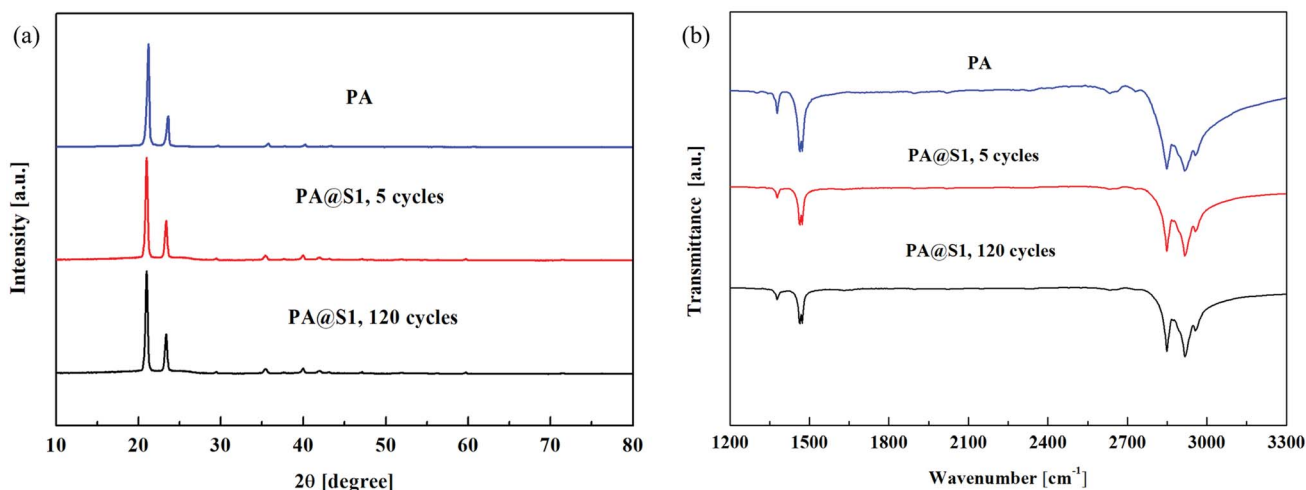 (a)
PA
PA@S1, 5 cycles
PA@S1, 120 cycles
Intensity [a.u.]
10 20 30 40 50 60 70 80
2θ [degree]
(b)
PA
PA@S1, 5 cycles
PA@S1, 120 cycles
Transmittance [a.u.]
1200 1500 1800 2100 2400 2700 3000 3300
Wavenumber [cm⁻¹]